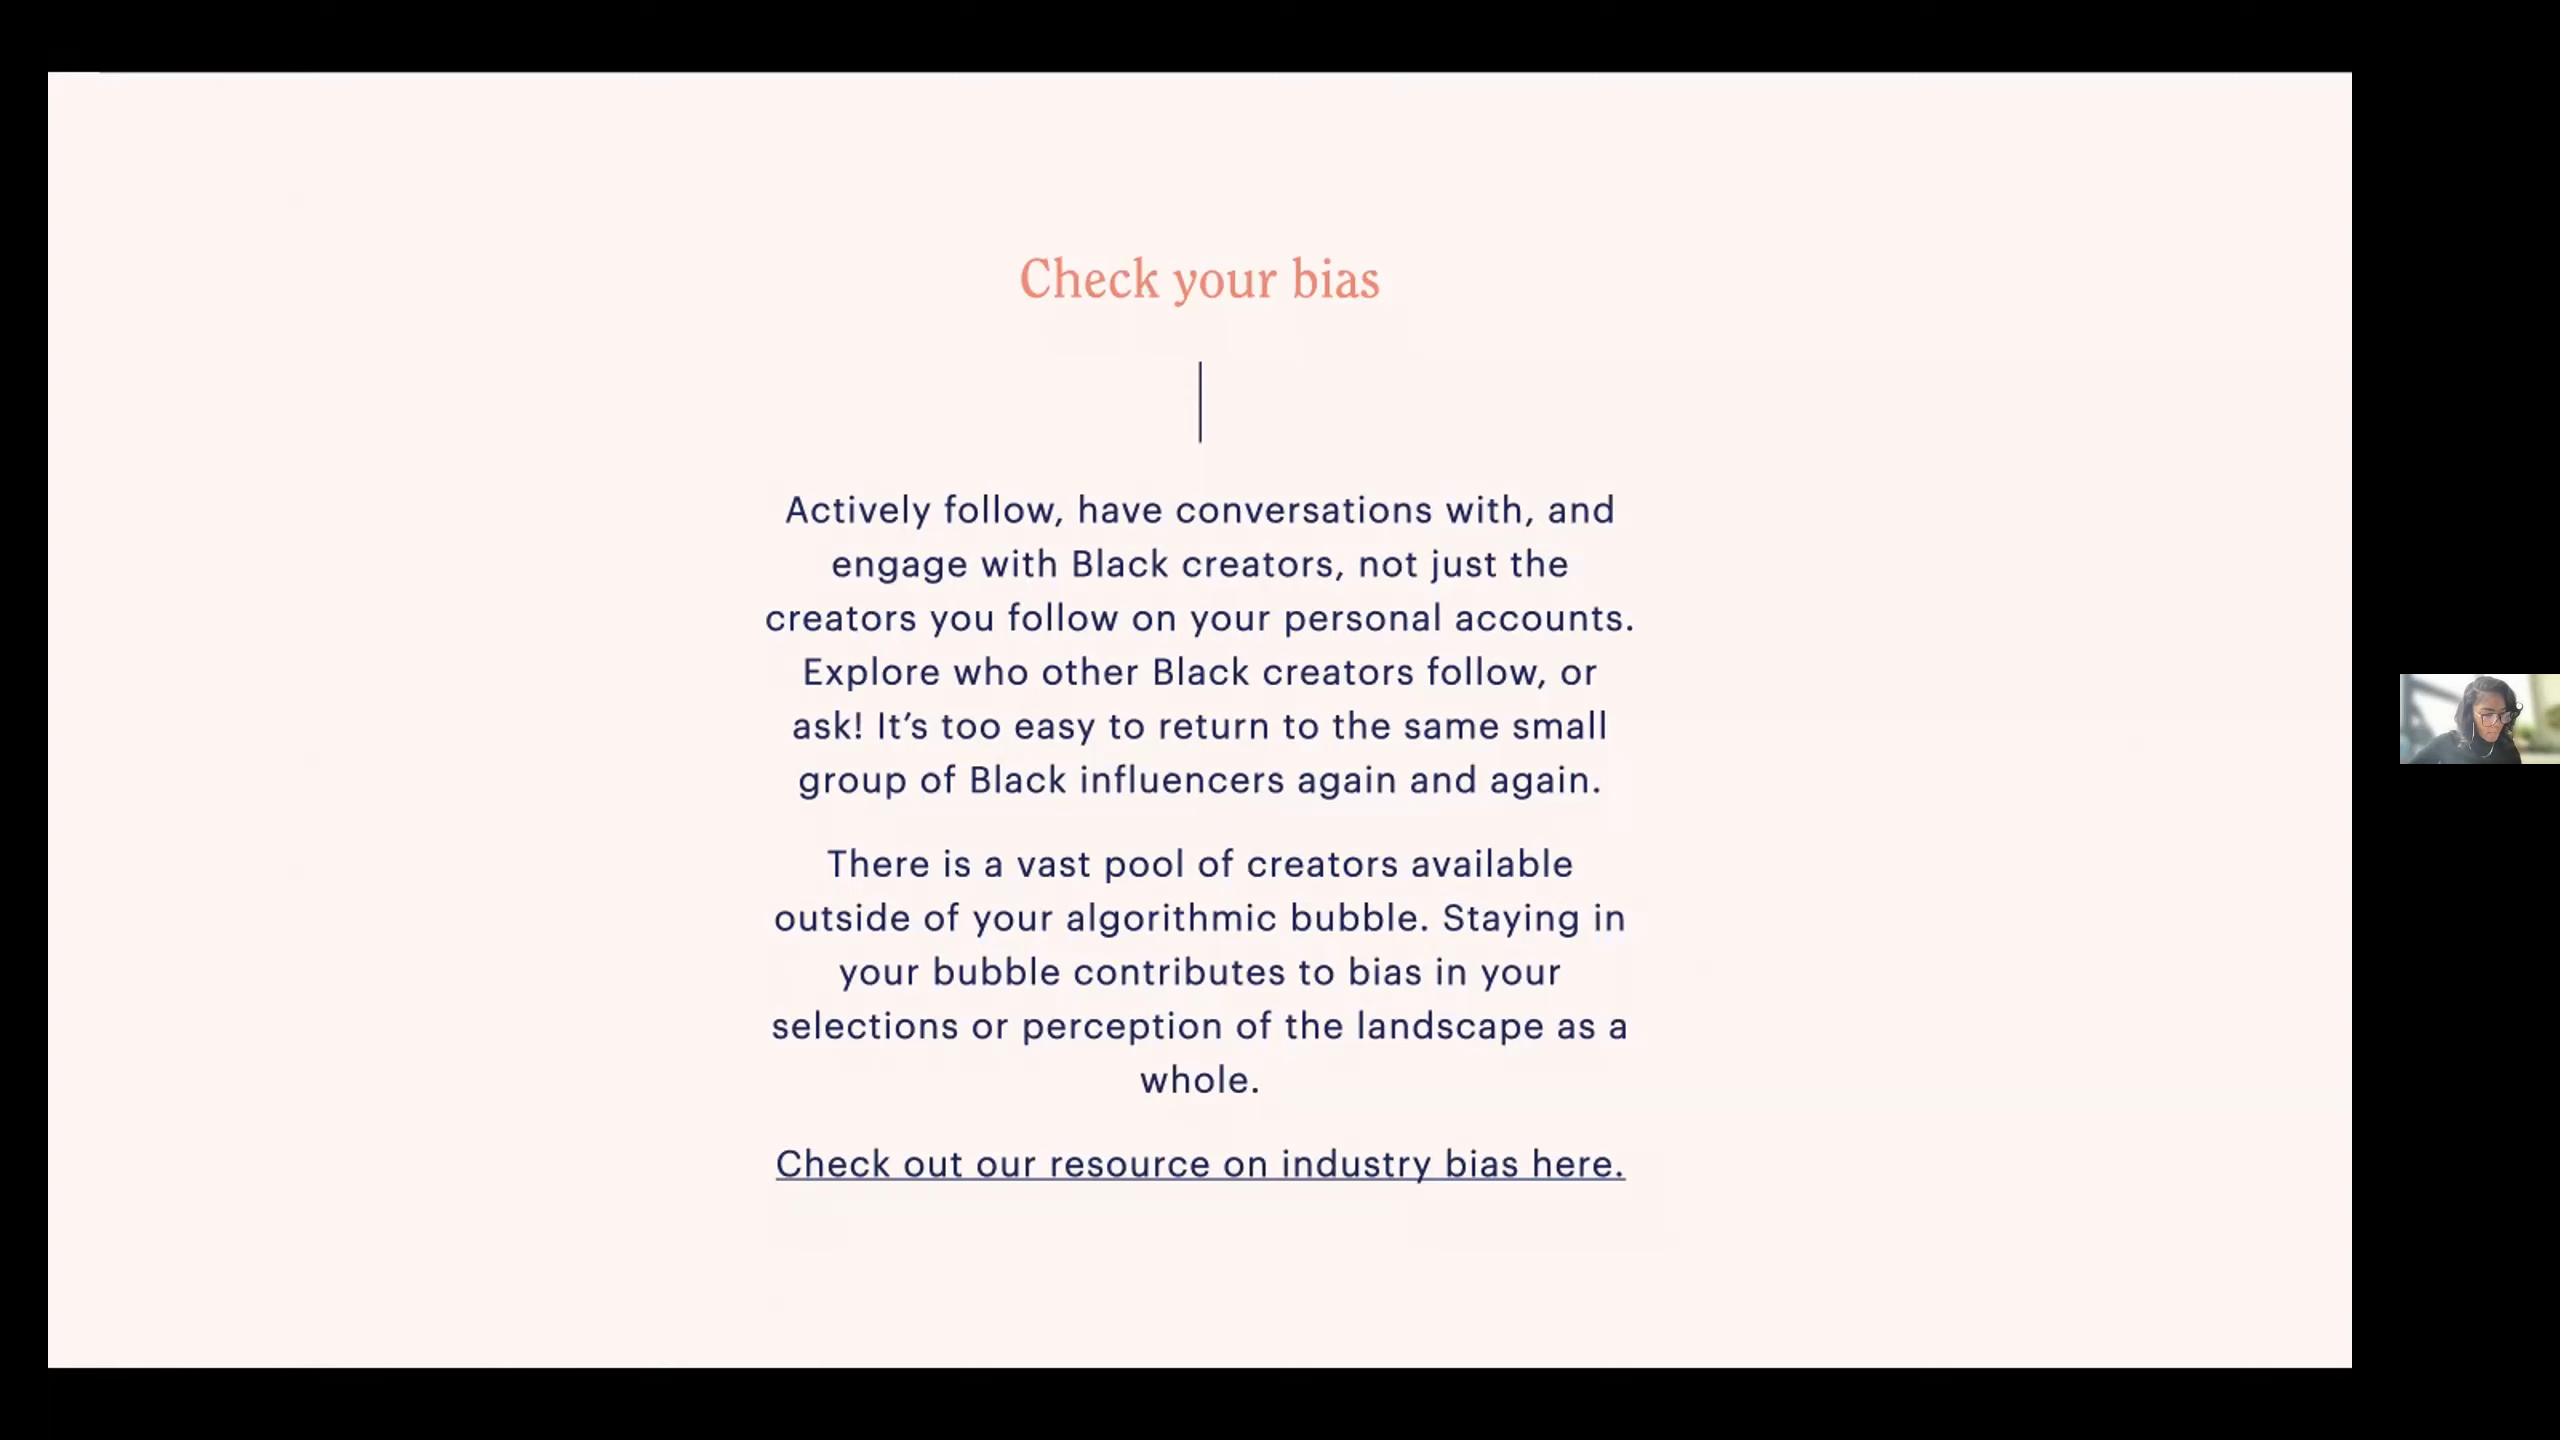 Check your bias
Actively follow, have conversations with, and
engage with Black creators, not just the
creators you follow on your personal accounts.
Explore who other Black creators follow, or
ask! It’s too easy to return to the same small
group of Black influencers again and again.
There is a vast pool of creators available
outside of your algorithmic bubble. Staying in
your bubble contributes to bias in your
selections or perception of the landscape as a
whole.
Check out our resource on industry bias here.